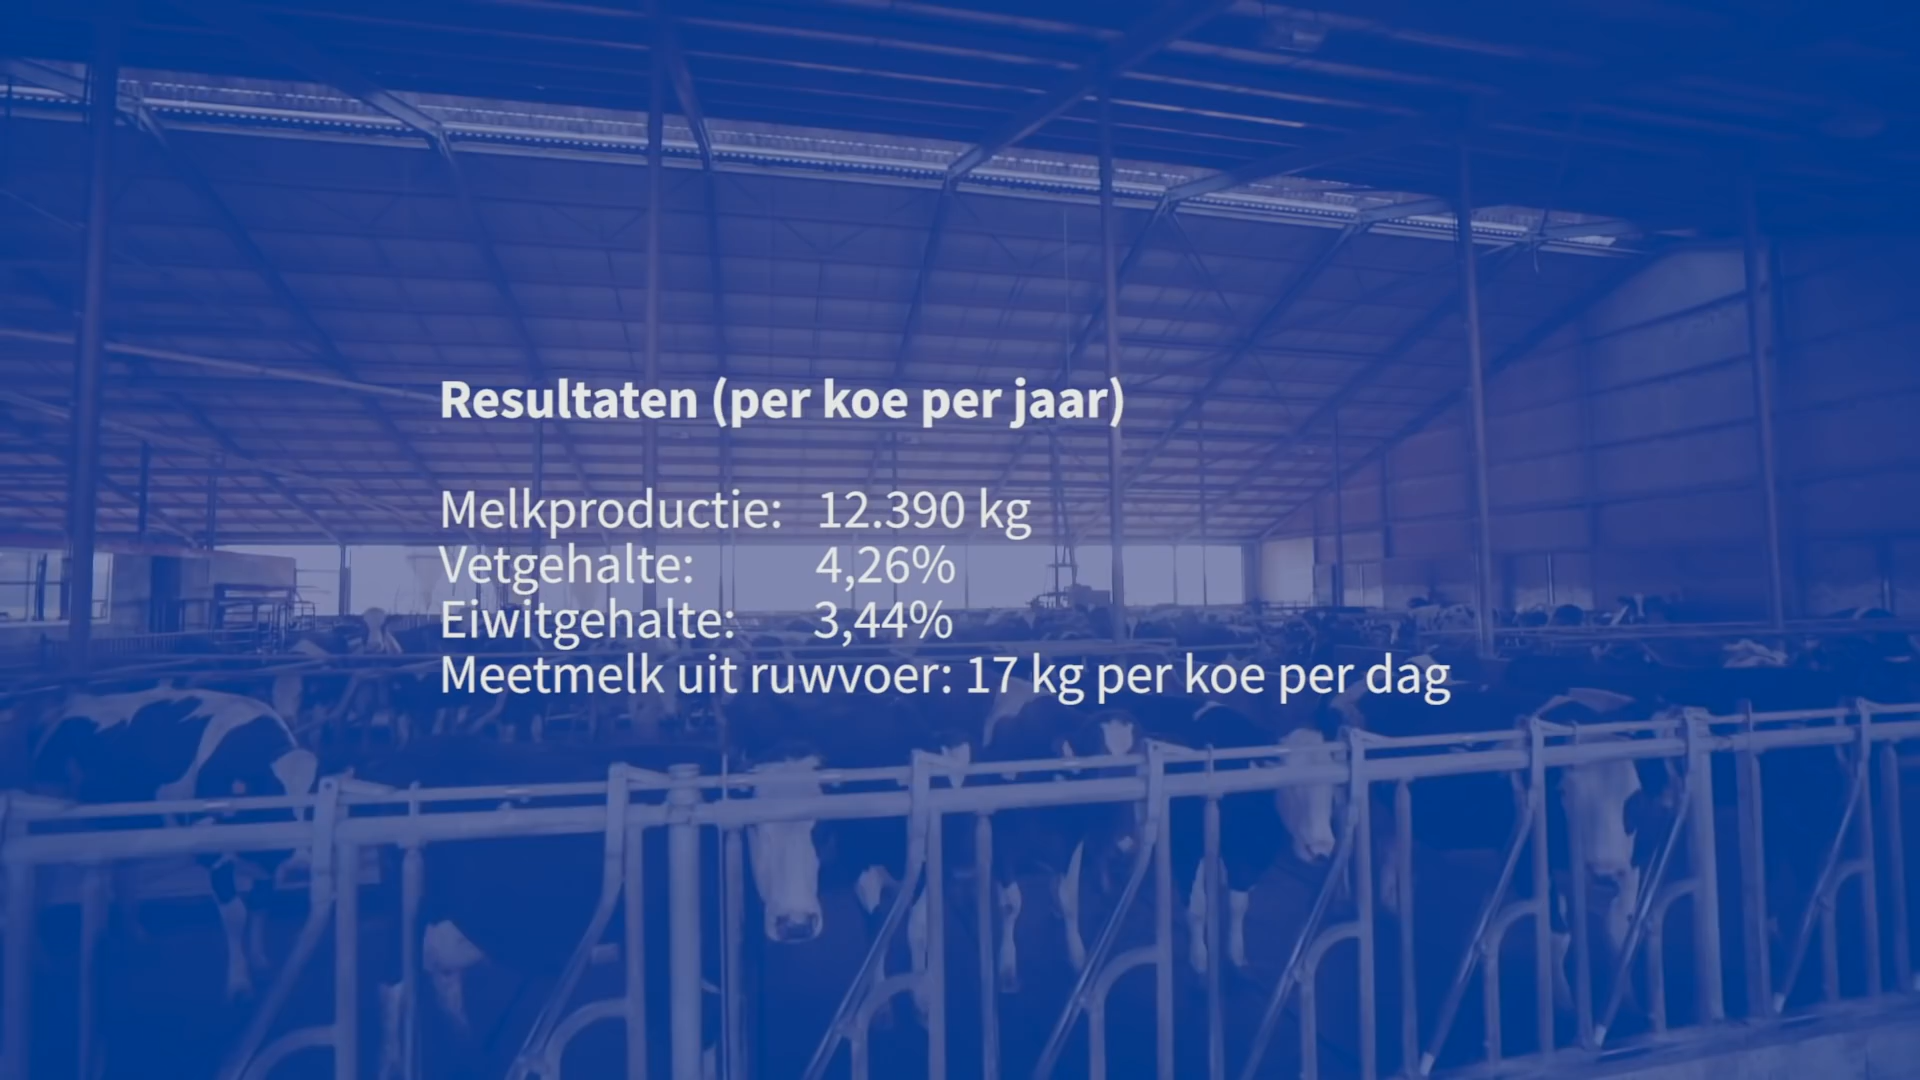 Resultaten (per koe per jaar)
Melkproductie: 12.390 kg
Vetgehalte: 4,26%
Eiwitgehalte: 3,44%
Meetmelk uit ruwvoer: 17 kg per koe per dag